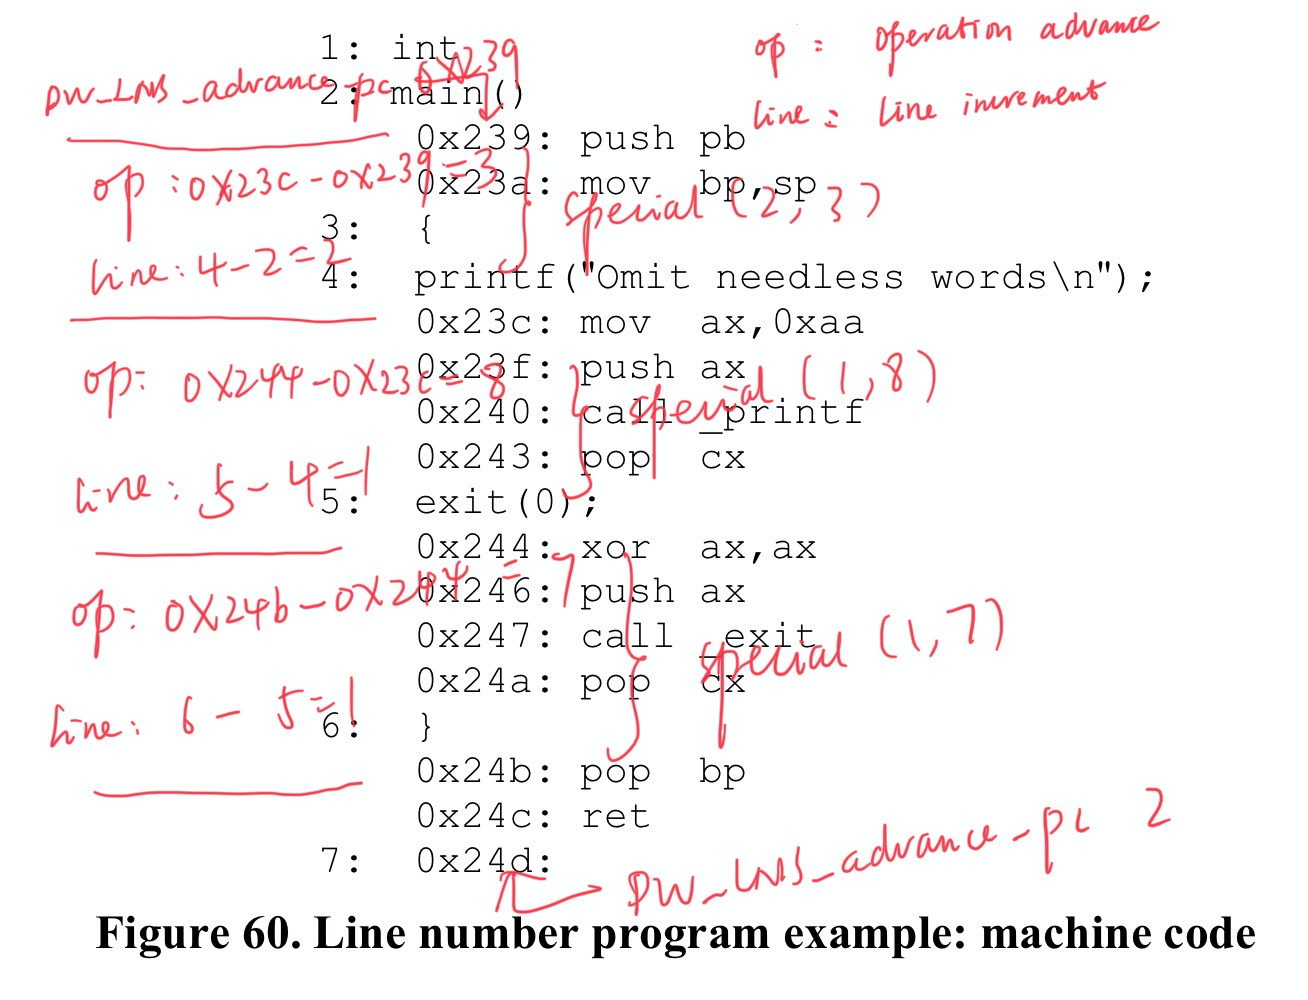 op : operation advance
1: int
DW_LNS_advance_pc 0x239
2: main()
line : line increment
0x239: push pb
op : 0x23c - 0x239 = 3
0x23a: mov bp,sp
special (2, 3)
3: {
line : 4 - 2 = 2
4: printf("Omit needless words\n");
0x23c: mov ax,0xaa
op : 0x244 - 0x23c = 8
0x23f: push ax
special (1, 8)
0x240: call _printf
0x243: pop cx
line : 5 - 4 = 1
5: exit(0);
0x244: xor ax,ax
op : 0x24b - 0x244 = 7
0x246: push ax
0x247: call _exit
special (1, 7)
0x24a: pop cx
line : 6 - 5 = 1
6: }
0x24b: pop bp
0x24c: ret
7: 0x24d:
DW_LNS_advance_pc 2
Figure 60. Line number program example: machine code